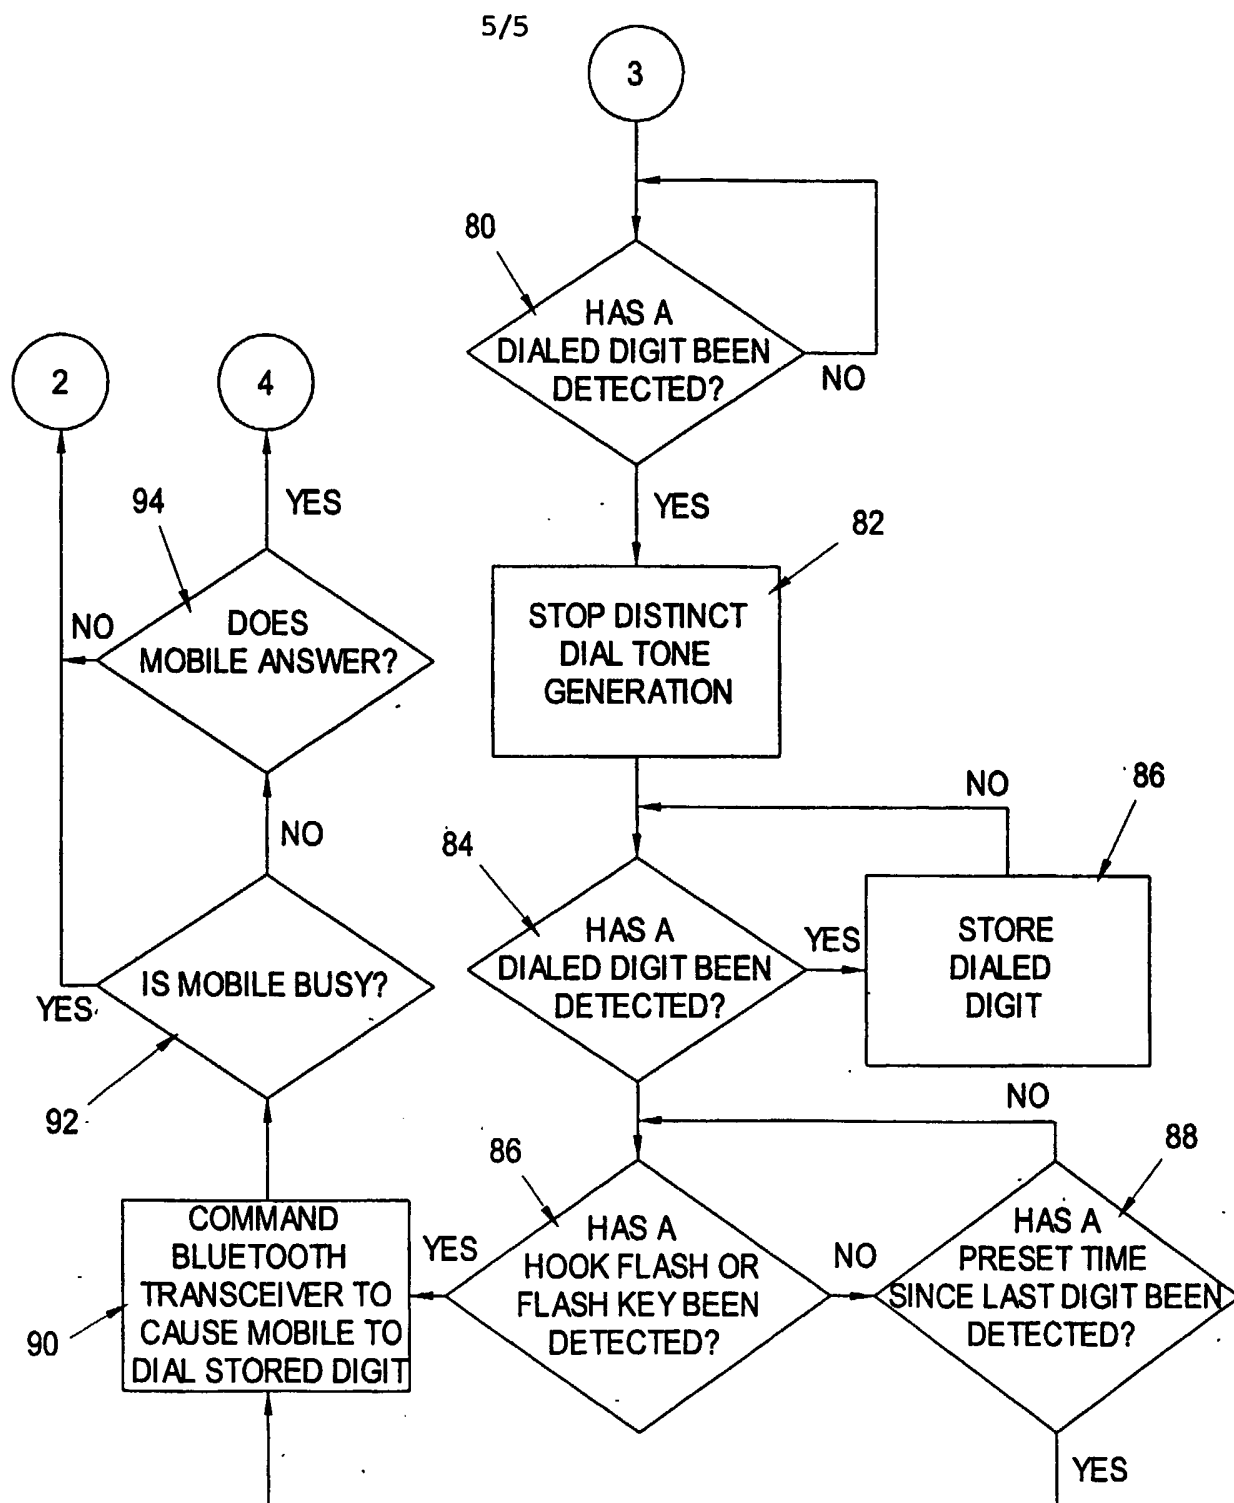 5/5
3
80
HAS A
DIALED DIGIT BEEN
DETECTED?
NO
2
4
YES
94
YES
82
NO
DOES
MOBILE ANSWER?
STOP DISTINCT
DIAL TONE
GENERATION
NO
86
NO
84
HAS A
DIALED DIGIT BEEN
DETECTED?
YES
STORE
DIALED
DIGIT
IS MOBILE BUSY?
YES
92
NO
86
88
COMMAND
BLUETOOTH
TRANSCEIVER TO
CAUSE MOBILE TO
DIAL STORED DIGIT
90
YES
HAS A
HOOK FLASH OR
FLASH KEY BEEN
DETECTED?
NO
HAS A
PRESET TIME
SINCE LAST DIGIT BEEN
DETECTED?
YES